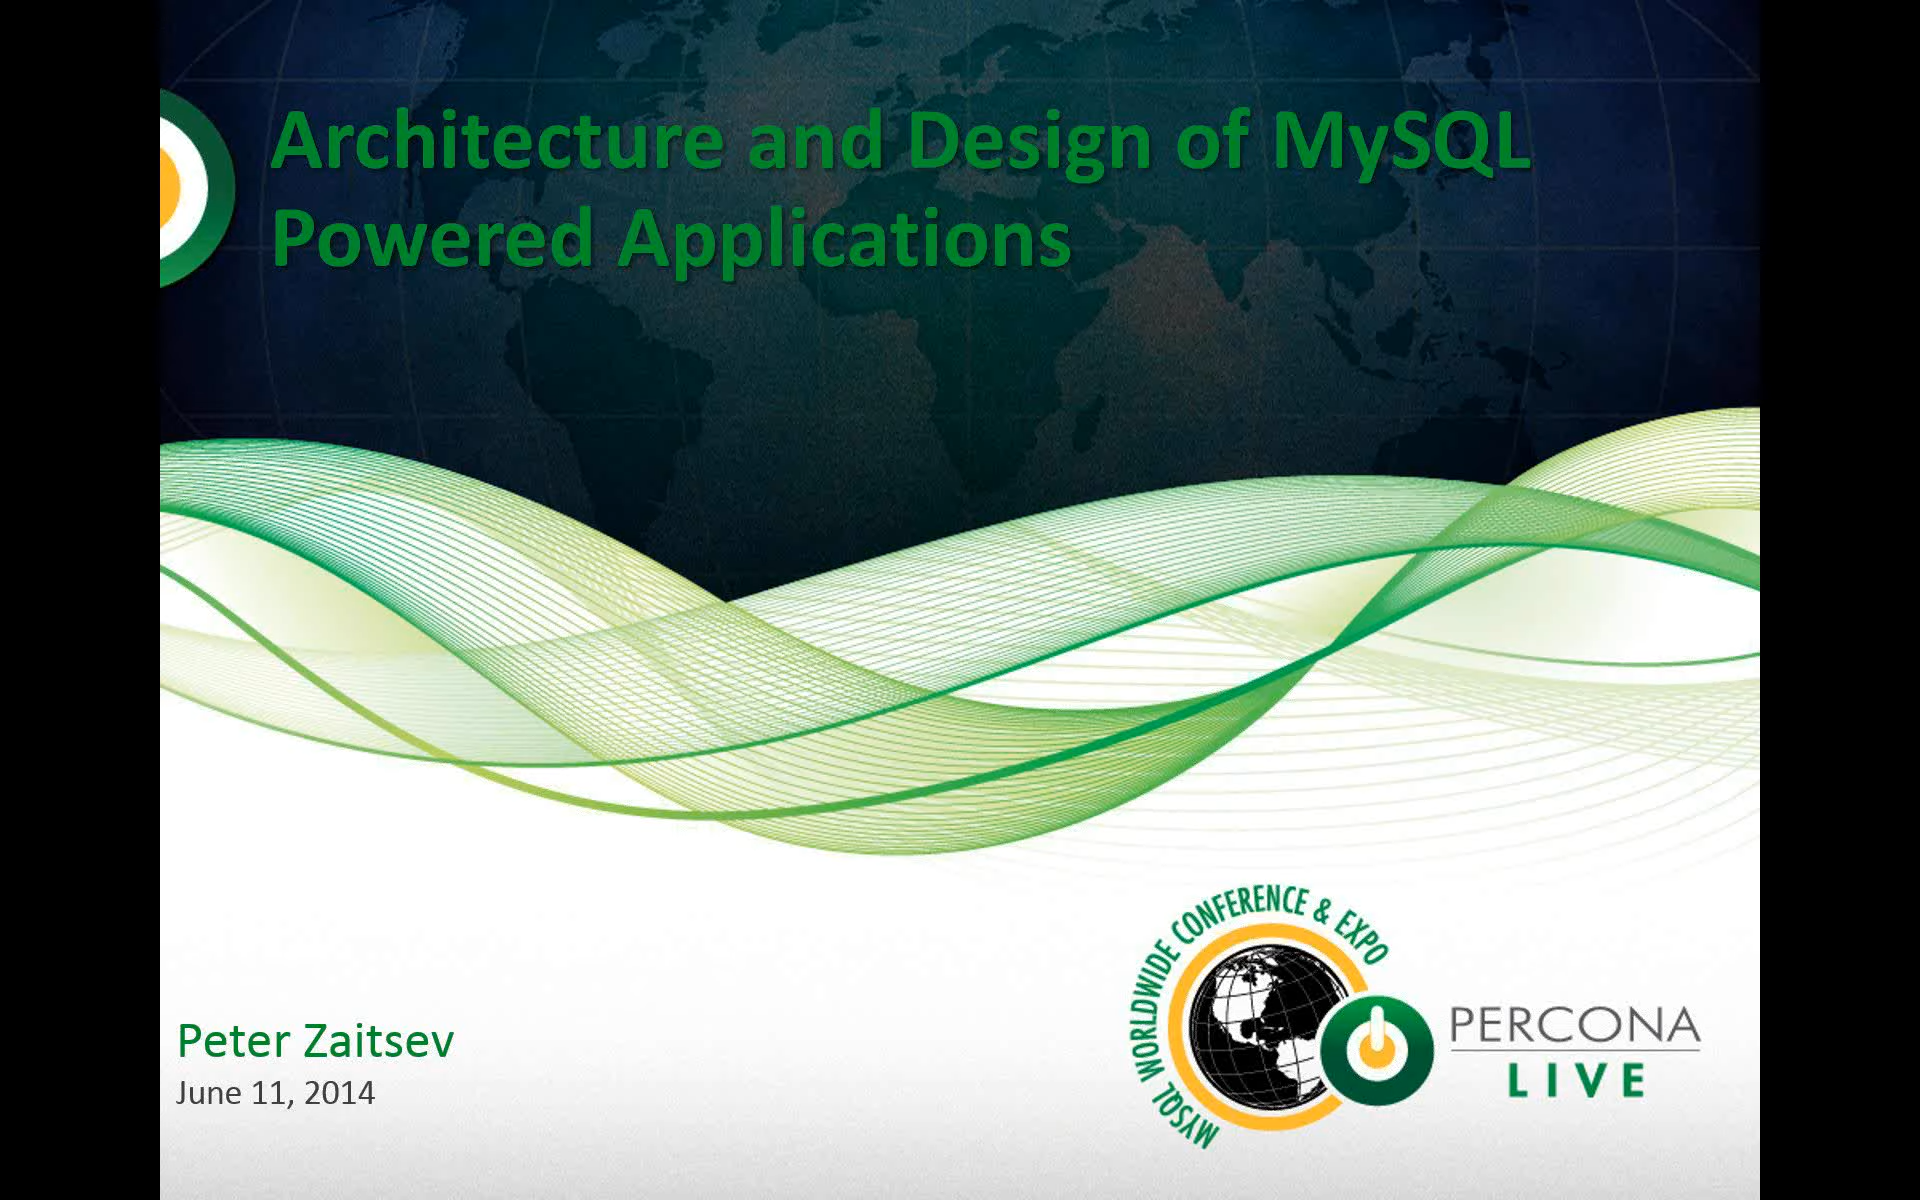 Architecture and Design of MySQL
Powered Applications
Peter Zaitsev
June 11, 2014
MYSQL WORLDWIDE CONFERENCE & EXPO
PERCONA
LIVE